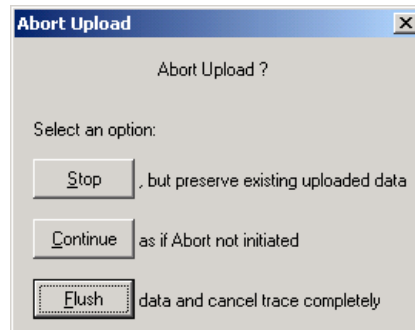 Abort Upload
Abort Upload ?
Select an option:
Stop , but preserve existing uploaded data
Continue as if Abort not initiated
Flush data and cancel trace completely